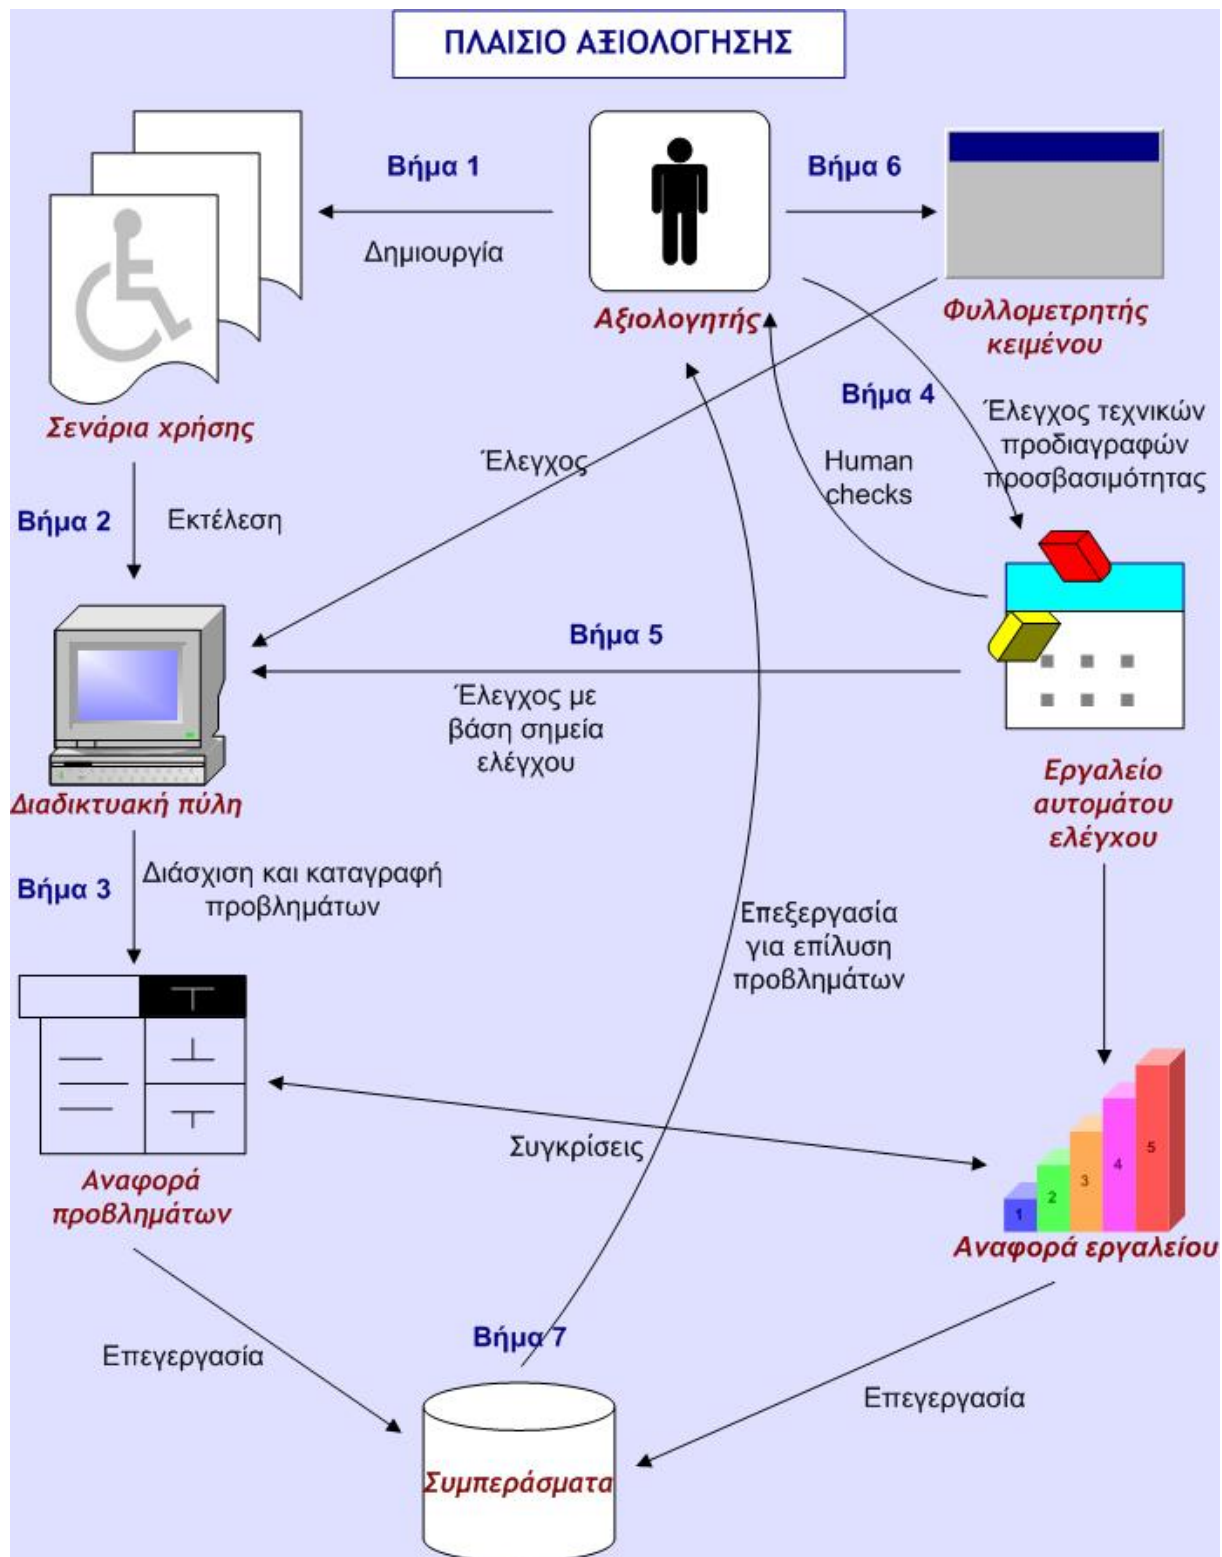 ΠΛΑΙΣΙΟ ΑΞΙΟΛΟΓΗΣΗΣ
Βήμα 1
Βήμα 6
Δημιουργία
Αξιολογητής
Φυλλομετρητής
κειμένου
Σενάρια χρήσης
Βήμα 4
Έλεγχος τεχνικών
προδιαγραφών
προσβασιμότητας
Έλεγχος
Human
checks
Βήμα 2
Εκτέλεση
Βήμα 5
Έλεγχος με
βάση σημεία
ελέγχου
Διαδικτυακή πύλη
Εργαλείο
αυτομάτου
ελέγχου
Βήμα 3
Διάσχιση και καταγραφή
προβλημάτων
Επεξεργασία
για επίλυση
προβλημάτων
Συγκρίσεις
Αναφορά
προβλημάτων
1
2
3
4
5
Αναφορά εργαλείου
Βήμα 7
Επεγεργασία
Επεγεργασία
Συμπεράσματα